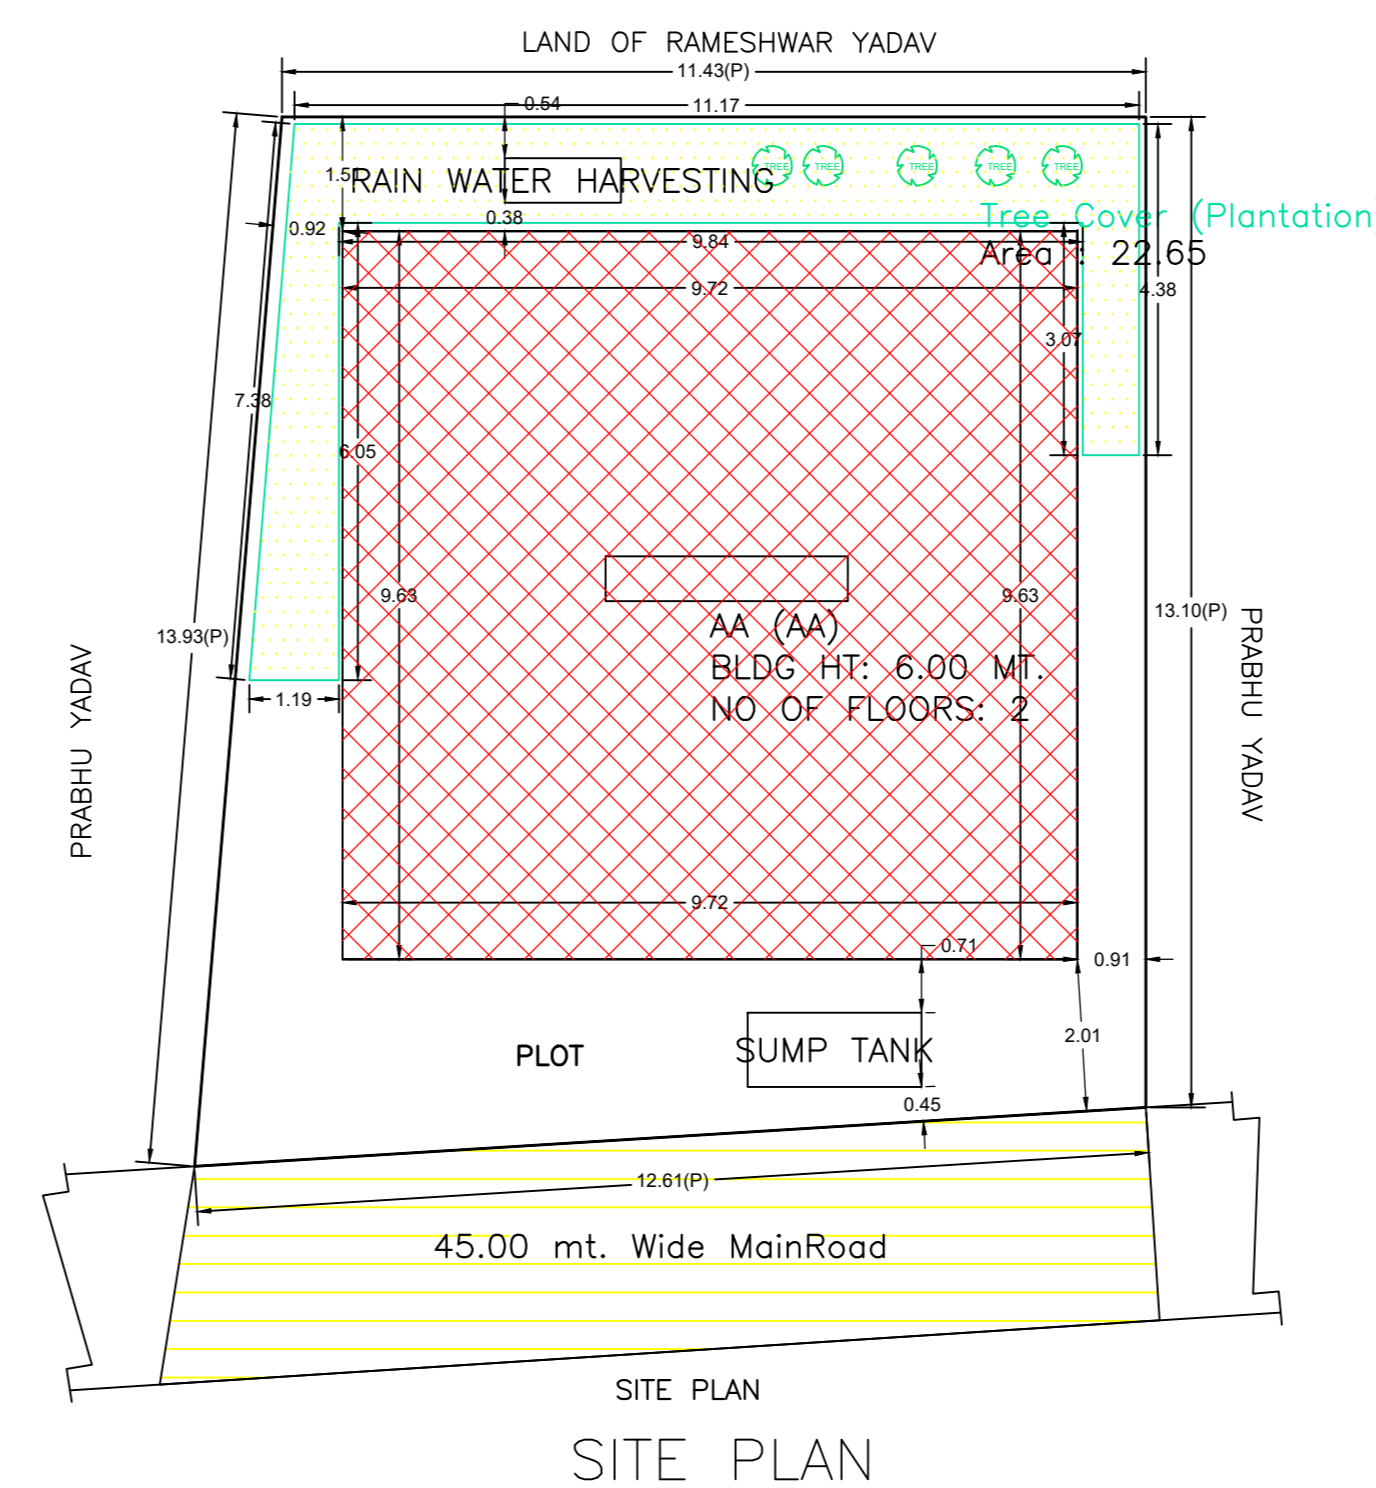 LAND OF RAMESHWAR YADAV
11.43(P)
0.54
11.17
TREE
TREE
TREE
TREE
TREE
1.51
RAIN WATER HARVESTING
0.38
0.92
Tree Cover (Plantation)
Area : 22.65
9.84
9.72
4.38
3.07
7.38
6.05
9.63
9.63
13.10(P)
AA (AA)
BLDG HT: 6.00 MT.
NO OF FLOORS: 2
13.93(P)
PRABHU YADAV
PRABHU YADAV
1.19
9.72
0.71
0.91
2.01
PLOT
SUMP TANK
0.45
12.61(P)
45.00 mt. Wide MainRoad
SITE PLAN
SITE PLAN